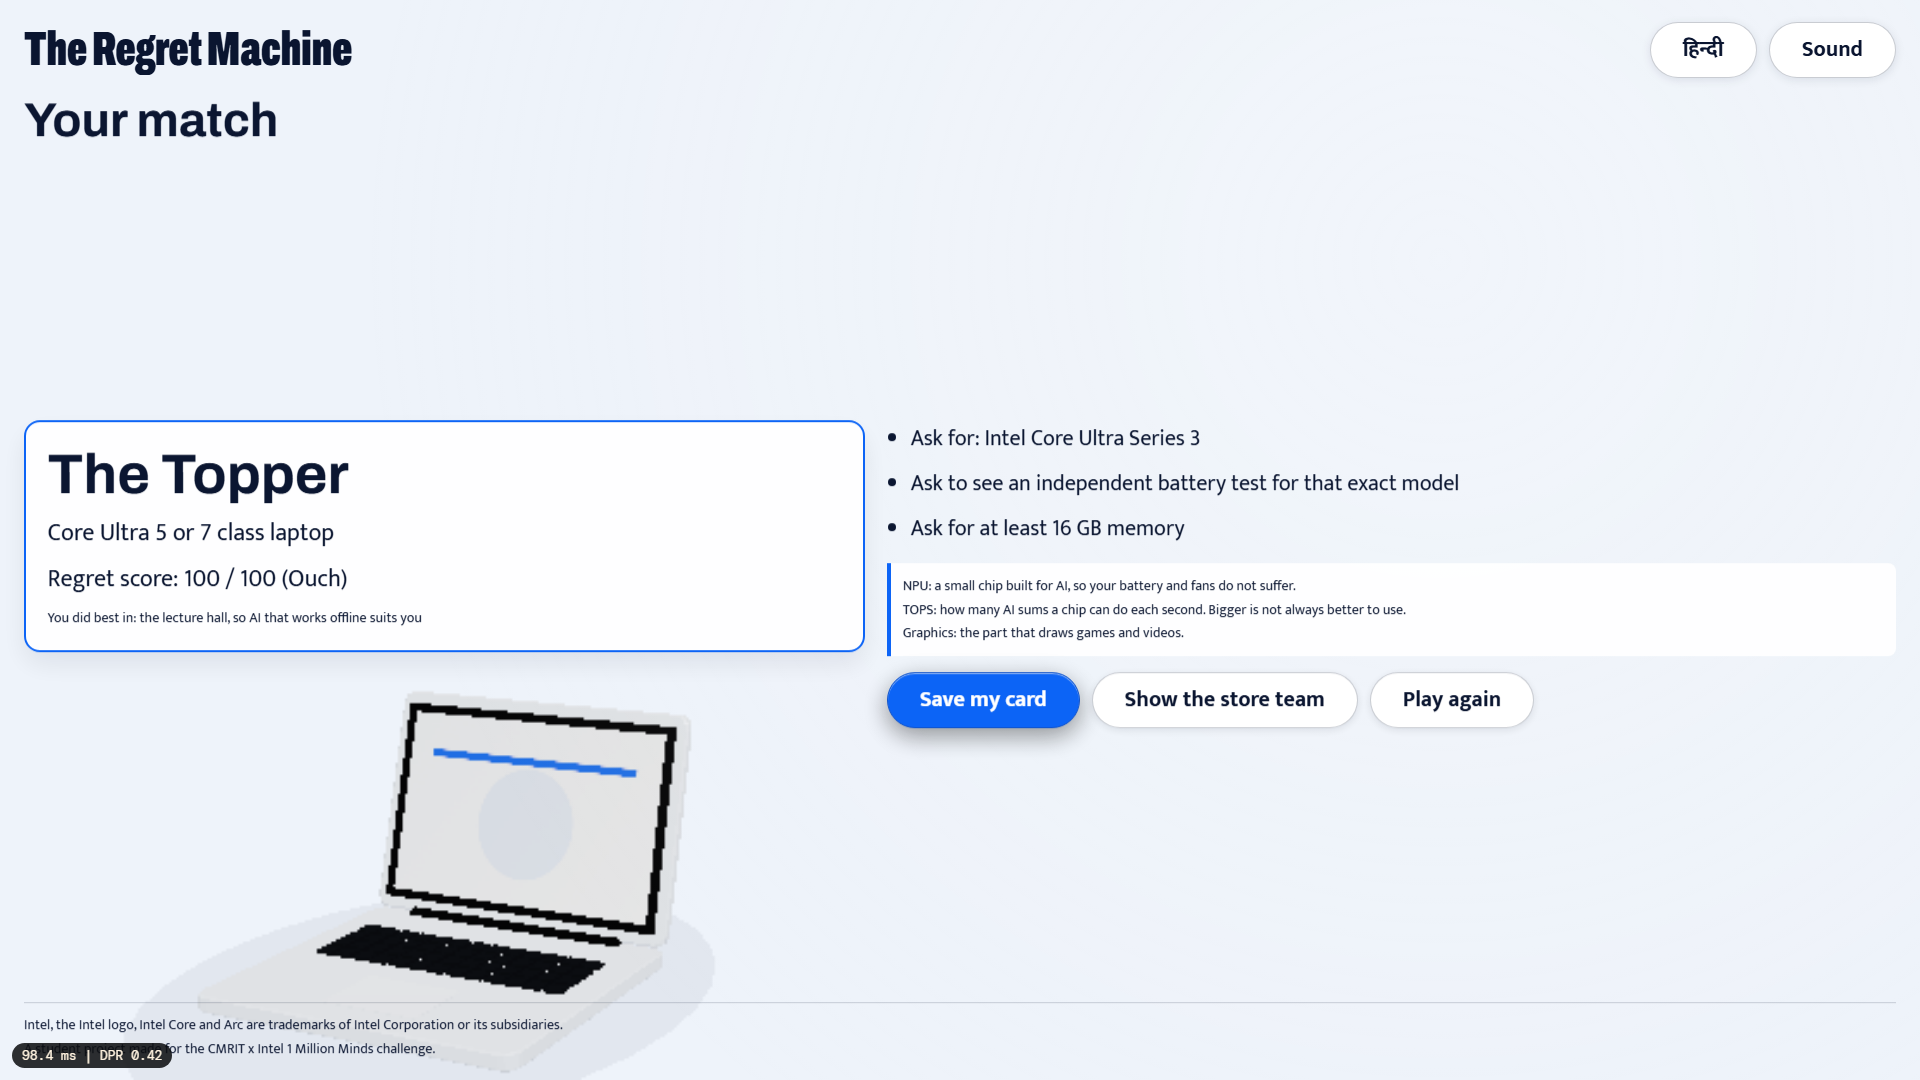 The Regret Machine
हिन्दी
Sound
Your match
The Topper
Core Ultra 5 or 7 class laptop
Regret score: 100 / 100 (Ouch)
You did best in: the lecture hall, so AI that works offline suits you
Ask for: Intel Core Ultra Series 3
Ask to see an independent battery test for that exact model
Ask for at least 16 GB memory
NPU: a small chip built for AI, so your battery and fans do not suffer.
TOPS: how many AI sums a chip can do each second. Bigger is not always better to use.
Graphics: the part that draws games and videos.
Save my card
Show the store team
Play again
Intel, the Intel logo, Intel Core and Arc are trademarks of Intel Corporation or its subsidiaries.
A student project made for the CMRIT x Intel 1 Million Minds challenge.
98.4 ms | DPR 0.42